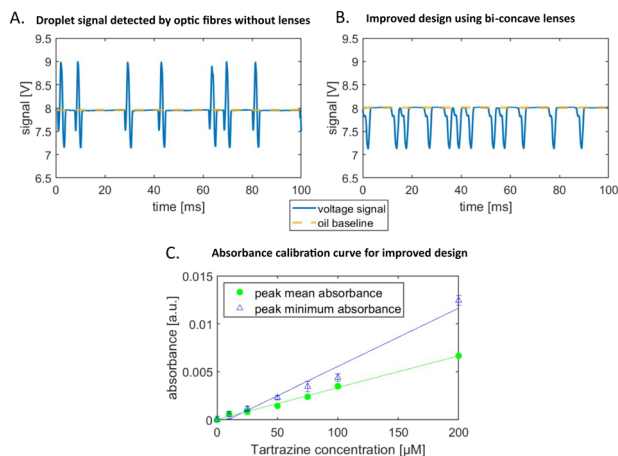 A. Droplet signal detected by optic fibres without lenses
9.5
9
8.5
8
7.5
7
6.5
0 20 40 60 80 100
signal [V]
time [ms]
B. Improved design using bi-concave lenses
9.5
9
8.5
8
7.5
7
6.5
0 20 40 60 80 100
signal [V]
time [ms]
voltage signal
oil baseline
C. Absorbance calibration curve for improved design
0.015
0.01
0.005
0
0 50 100 150 200
absorbance [a.u.]
peak mean absorbance
peak minimum absorbance
Tartrazine concentration [μM]